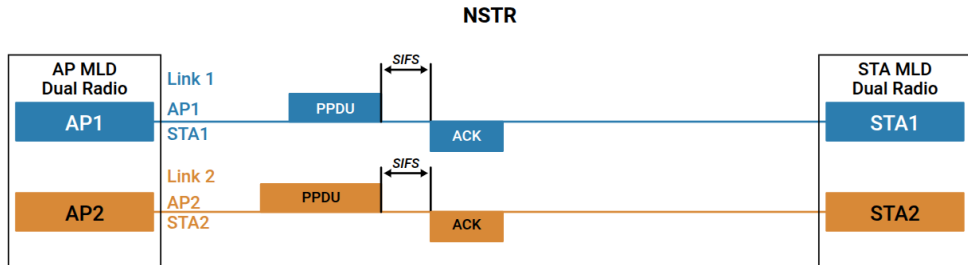 NSTR
AP MLD
Dual Radio
Link 1
SIFS
STA MLD
Dual Radio
AP1
AP1
PPDU
STA1
STA1
ACK
Link 2
SIFS
AP2
AP2
PPDU
STA2
STA2
ACK